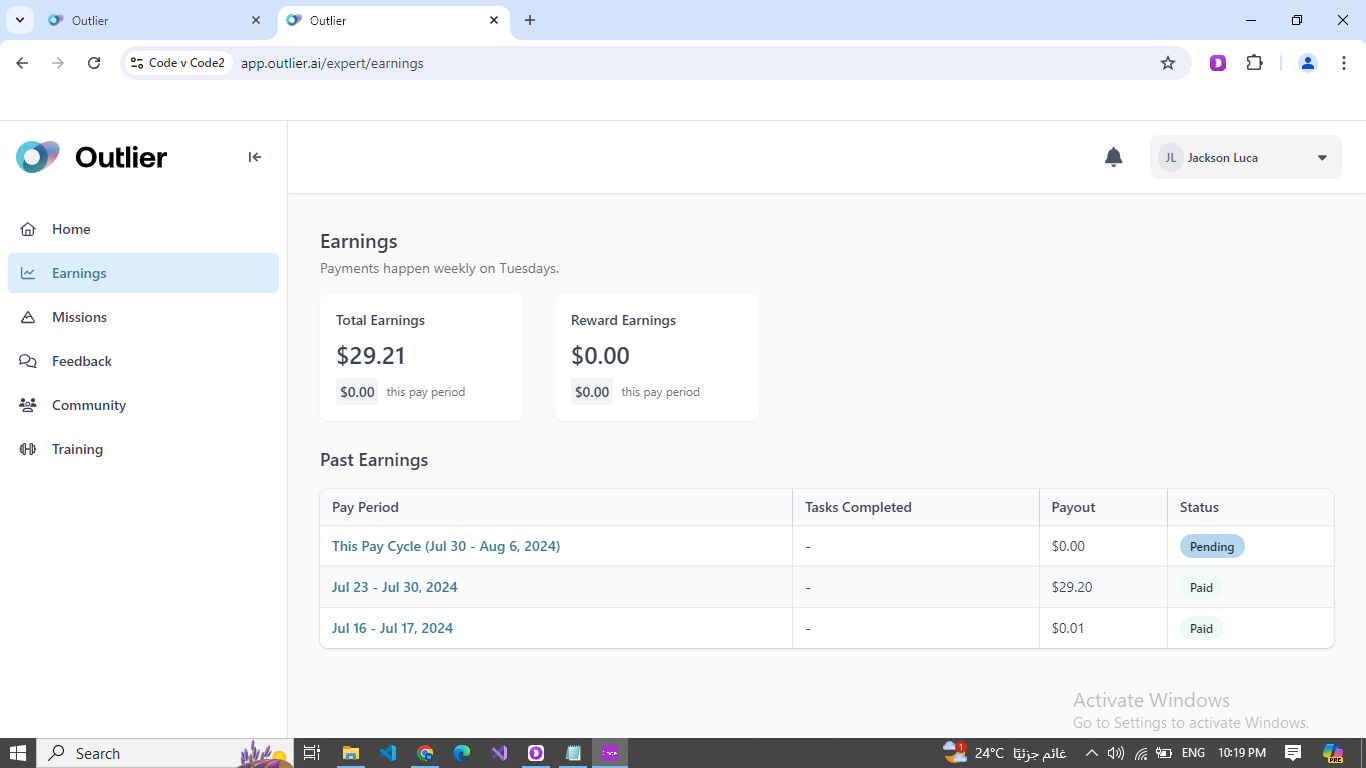 Outlier
Outlier
Code v Code2
app.outlier.ai/expert/earnings
Outlier
JL
Jackson Luca
Home
Earnings
Missions
Feedback
Community
Training
Earnings
Payments happen weekly on Tuesdays.
Total Earnings
$29.21
$0.00 this pay period
Reward Earnings
$0.00
$0.00 this pay period
Past Earnings
Pay Period Tasks Completed Payout Status
This Pay Cycle (Jul 30 - Aug 6, 2024) - $0.00 Pending
Jul 23 - Jul 30, 2024 - $29.20 Paid
Jul 16 - Jul 17, 2024 - $0.01 Paid
Activate Windows
Go to Settings to activate Windows.
Search
1
24°C غائم جزئيًا
ENG
10:19 PM
PRE